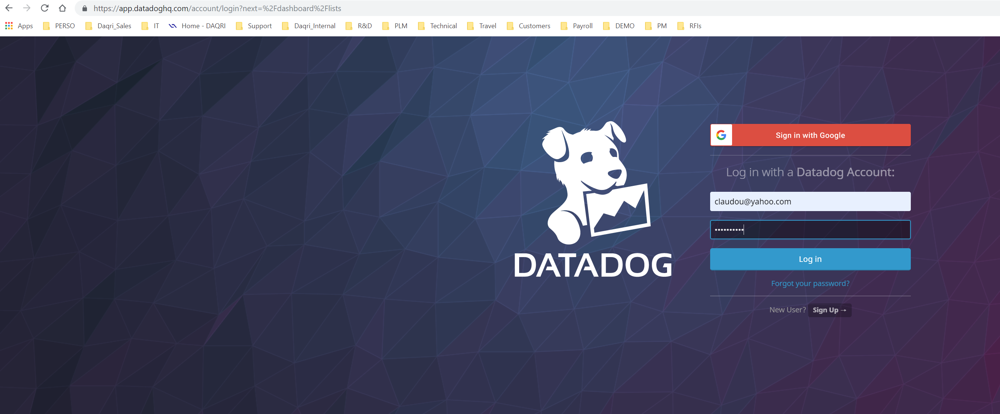 https://app.datadoghq.com/account/login?next=%2Fdashboard%2Flists
Apps PERSO Daqri_Sales IT Home - DAQRI Support Daqri_Internal R&D PLM Technical Travel Customers Payroll DEMO PM RFIs
Sign in with Google
Log in with a Datadog Account:
claudou@yahoo.com
••••••••••
DATADOG
Log in
Forgot your password?
New User? Sign Up →